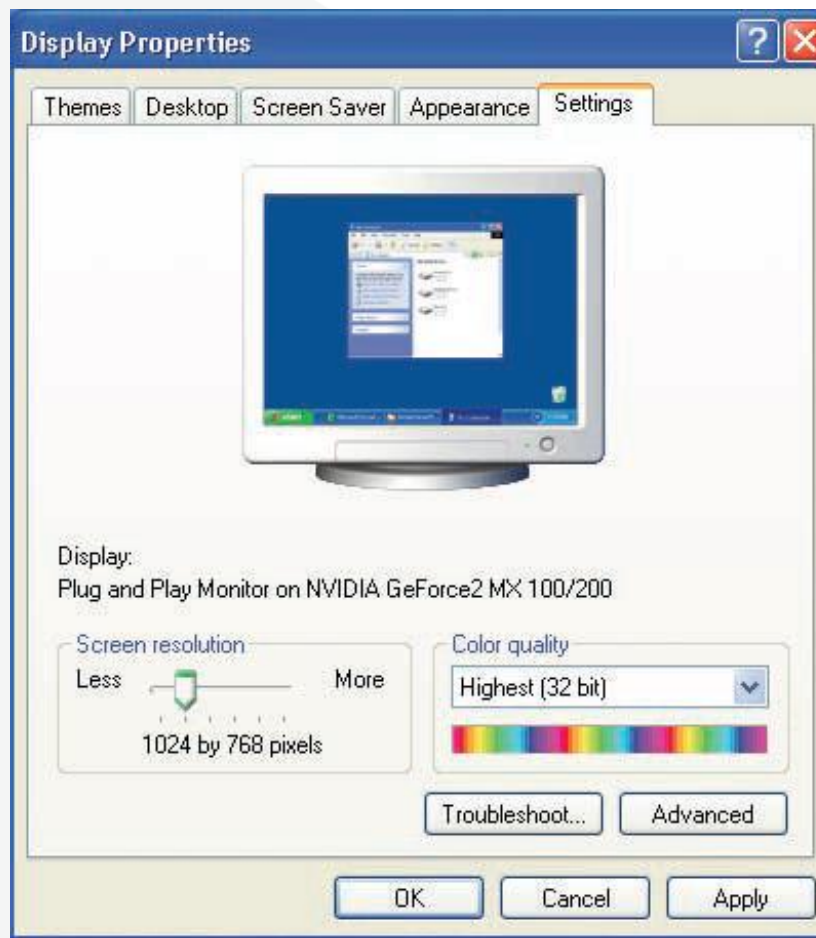 Display Properties
Themes Desktop Screen Saver Appearance Settings
Display:
Plug and Play Monitor on NVIDIA GeForce2 MX 100/200
Screen resolution
Less More
1024 by 768 pixels
Color quality
Highest (32 bit)
Troubleshoot... Advanced
OK Cancel Apply